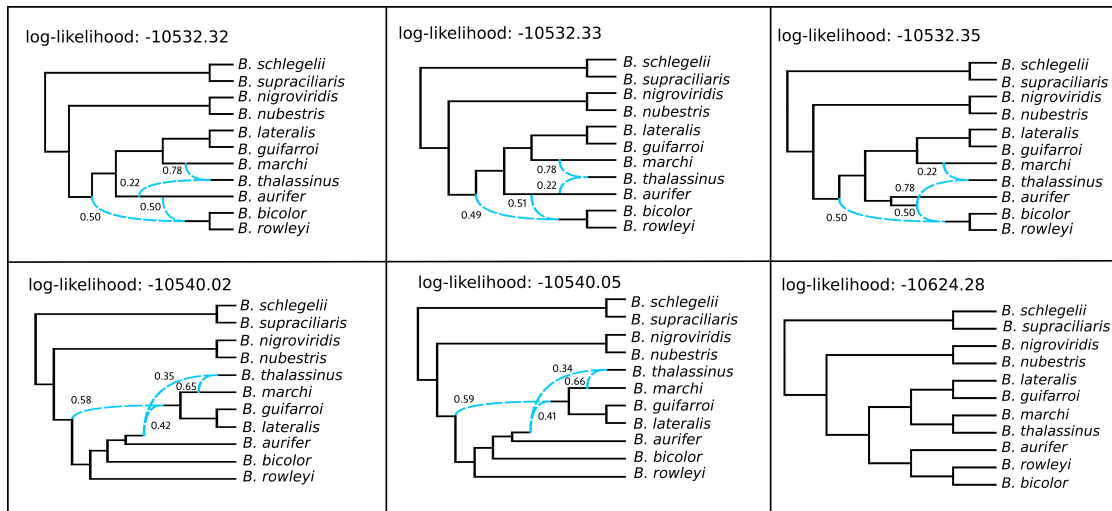 log-likelihood: -10532.32
B. schlegelii
B. supraciliaris
B. nigroviridis
B. nubestris
B. lateralis
B. guifarroi
0.78
B. marchi
0.22
B. thalassinus
0.50
B. aurifer
0.50
B. bicolor
B. rowleyi
log-likelihood: -10532.33
B. schlegelii
B. supraciliaris
B. nigroviridis
B. nubestris
B. lateralis
B. guifarroi
B. marchi
0.78
B. thalassinus
0.22
B. aurifer
0.51
0.49
B. bicolor
B. rowleyi
log-likelihood: -10532.35
B. schlegelii
B. supraciliaris
B. nigroviridis
B. nubestris
B. lateralis
B. guifarroi
B. marchi
0.22
B. thalassinus
0.78
B. aurifer
0.50
0.50
B. bicolor
B. rowleyi
log-likelihood: -10540.02
B. schlegelii
B. supraciliaris
B. nigroviridis
B. nubestris
0.35
B. thalassinus
0.65
B. marchi
0.58
B. guifarroi
0.42
B. lateralis
B. aurifer
B. bicolor
B. rowleyi
log-likelihood: -10540.05
B. schlegelii
B. supraciliaris
B. nigroviridis
B. nubestris
0.34
B. thalassinus
0.66
B. marchi
0.59
B. guifarroi
0.41
B. lateralis
B. aurifer
B. bicolor
B. rowleyi
log-likelihood: -10624.28
B. schlegelii
B. supraciliaris
B. nigroviridis
B. nubestris
B. lateralis
B. guifarroi
B. marchi
B. thalassinus
B. aurifer
B. rowleyi
B. bicolor